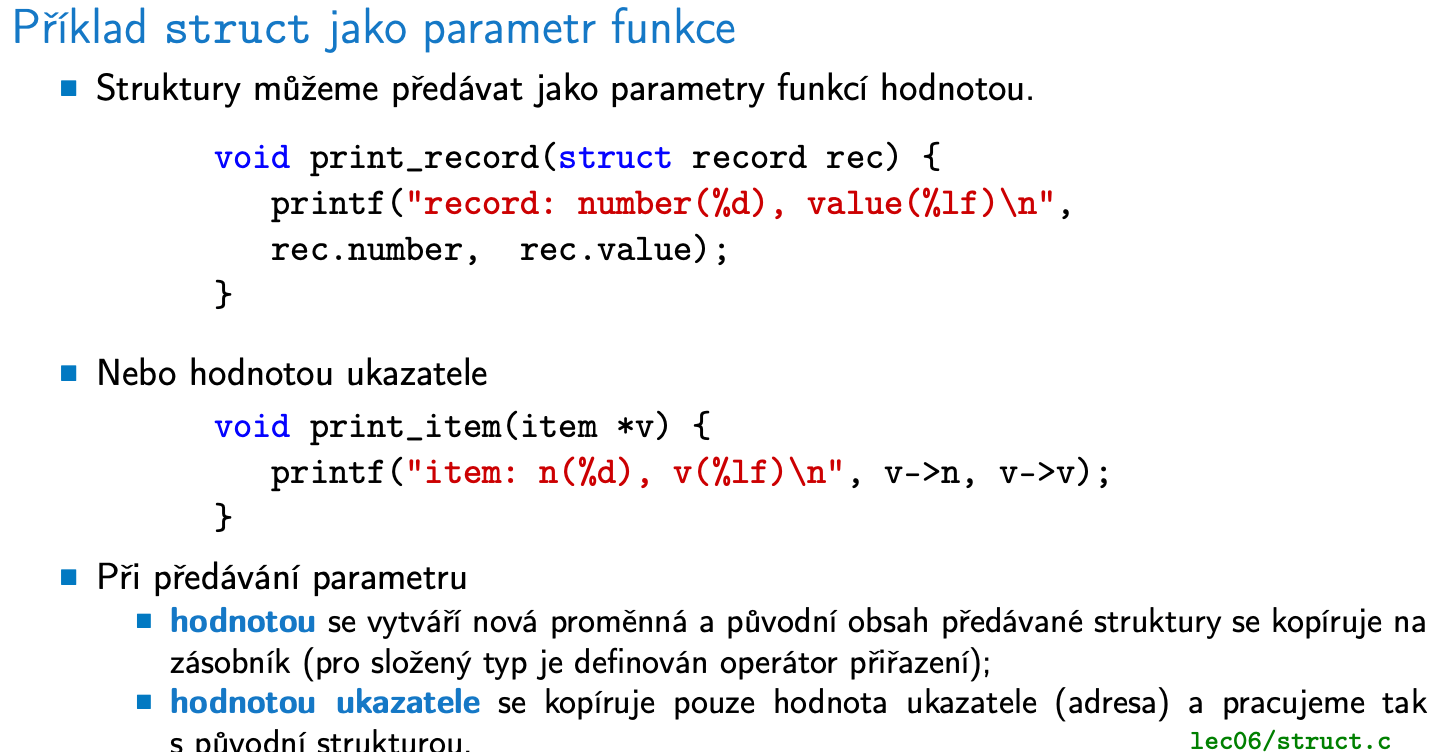 Příklad struct jako parametr funkce
Struktury můžeme předávat jako parametry funkcí hodnotou.
void print_record(struct record rec) {
printf("record: number(%d), value(%lf)\n",
rec.number, rec.value);
}
Nebo hodnotou ukazatele
void print_item(item *v) {
printf("item: n(%d), v(%lf)\n", v->n, v->v);
}
Při předávání parametru
hodnotou se vytváří nová proměnná a původní obsah předávané struktury se kopíruje na
zásobník (pro složený typ je definován operátor přiřazení);
hodnotou ukazatele se kopíruje pouze hodnota ukazatele (adresa) a pracujeme tak
s původní strukturou.
lec06/struct.c